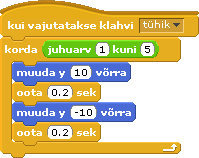 kui vajutatakse klahvi tühik
korda juhuarv 1 kuni 5
muuda y 10 võrra
oota 0.2 sek
muuda y -10 võrra
oota 0.2 sek